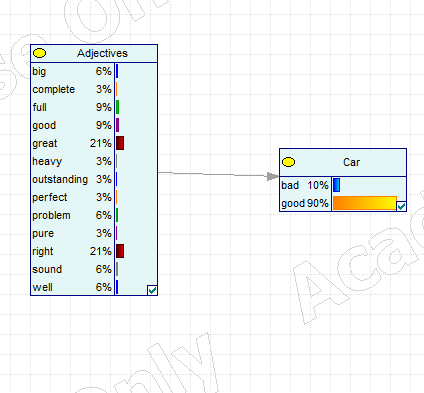 Adjectives
big 6%
complete 3%
full 9%
good 9%
great 21%
heavy 3%
outstanding 3%
perfect 3%
problem 6%
pure 3%
right 21%
sound 6%
well 6%
Car
bad 10%
good 90%